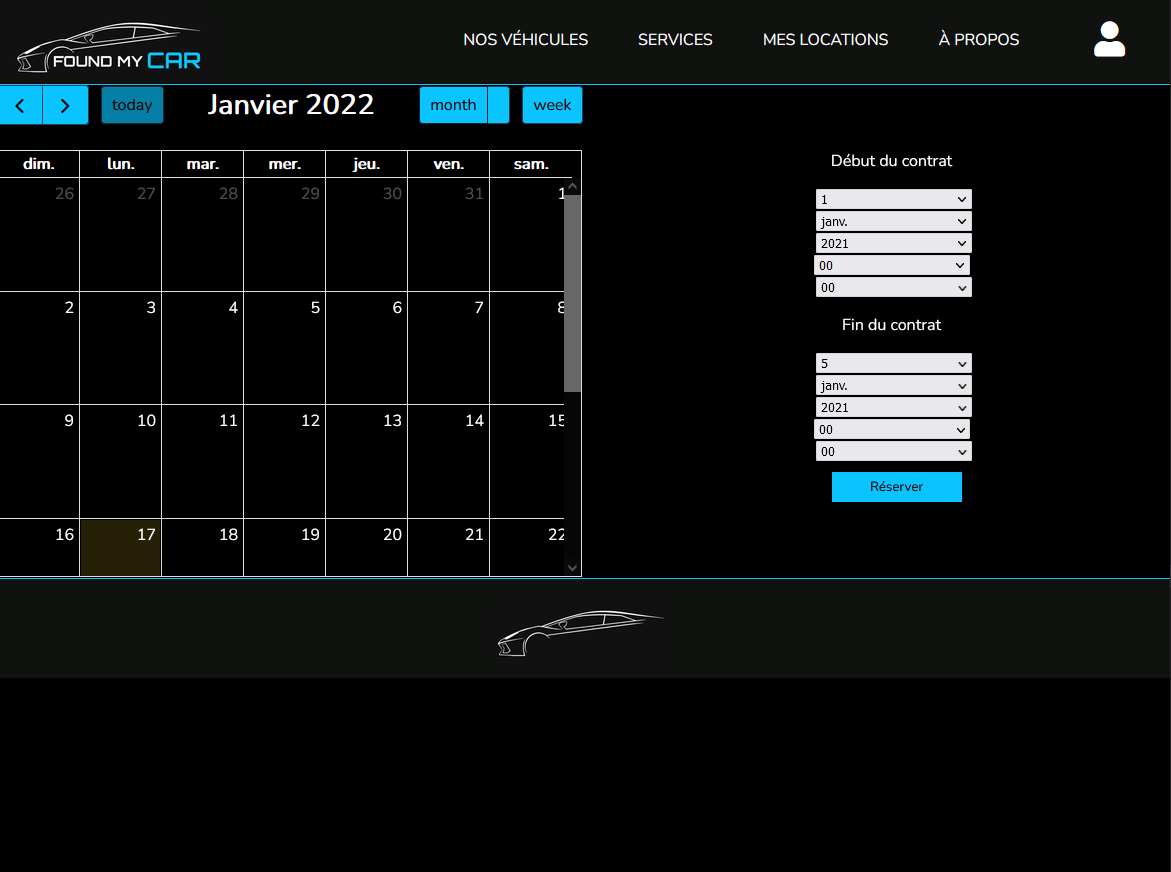 FOUND MY CAR
NOS VÉHICULES SERVICES MES LOCATIONS À PROPOS
today Janvier 2022 month week
dim. lun. mar. mer. jeu. ven. sam.
26 27 28 29 30 31 1
2 3 4 5 6 7 8
9 10 11 12 13 14 15
16 17 18 19 20 21 22
Début du contrat
1
janv.
2021
00
00
Fin du contrat
5
janv.
2021
00
00
Réserver